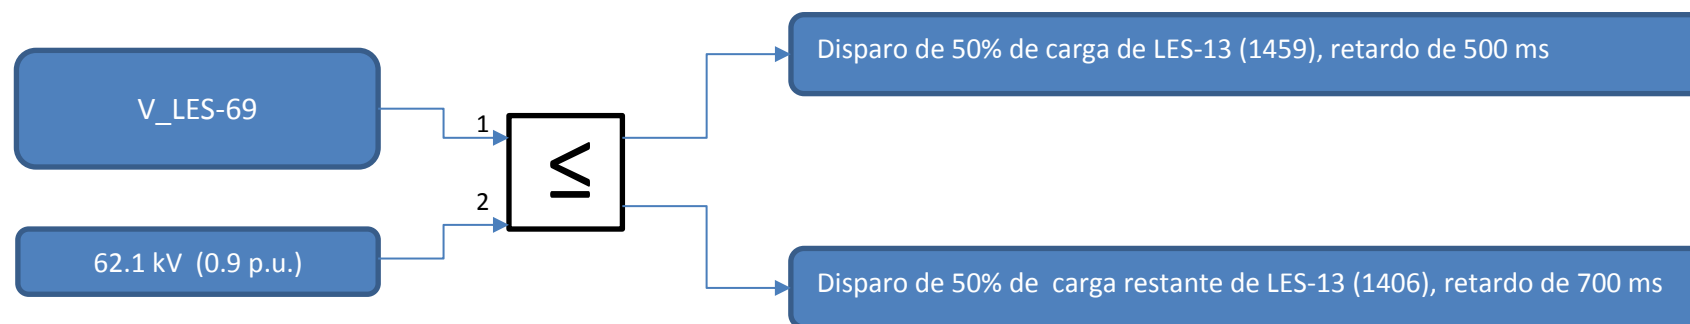 Disparo de 50% de carga de LES-13 (1459), retardo de 500 ms
V_LES-69
1
≤
2
62.1 kV (0.9 p.u.)
Disparo de 50% de carga restante de LES-13 (1406), retardo de 700 ms